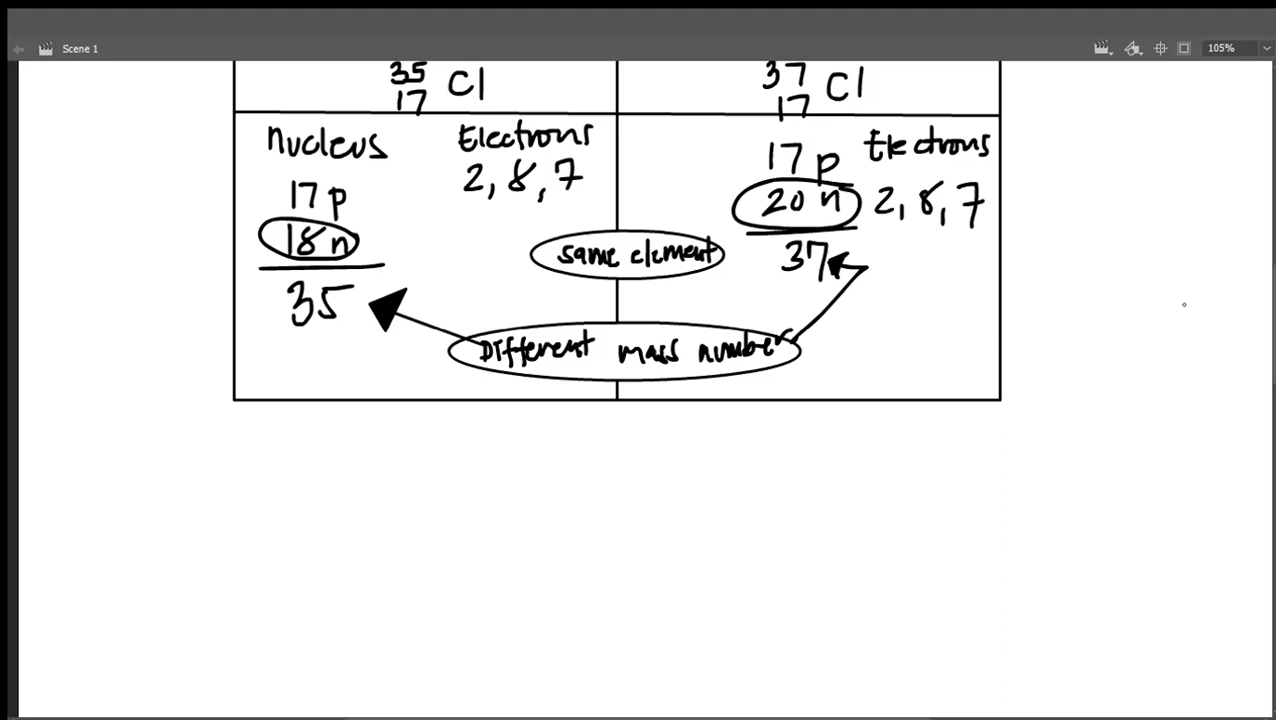 Scene 1
105%
35
17 Cl
37
17 Cl
Nucleus
17 p
18 n
35
Electrons
2, 8, 7
17 p
20 n
37
Electrons
2, 8, 7
same element
Different mass number